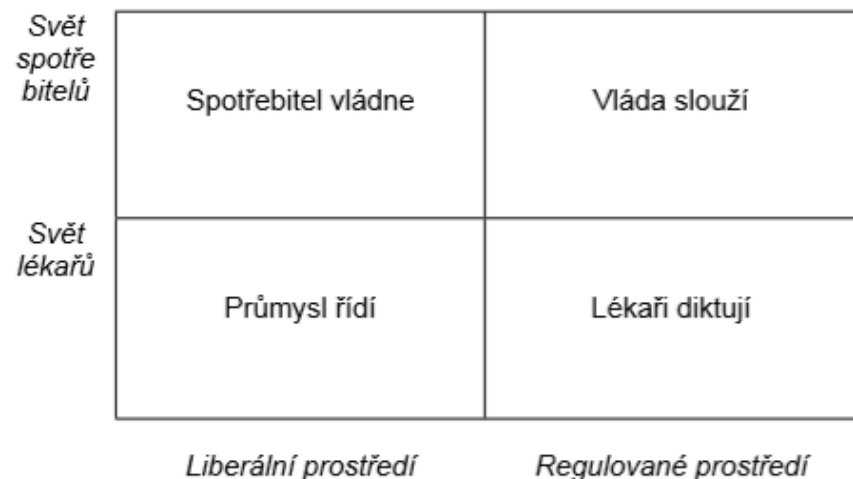 Svět
spotře
bitelů
Spotřebitel vládne
Vláda slouží
Svět
lékařů
Průmysl řídí
Lékaři diktují
Liberální prostředí
Regulované prostředí